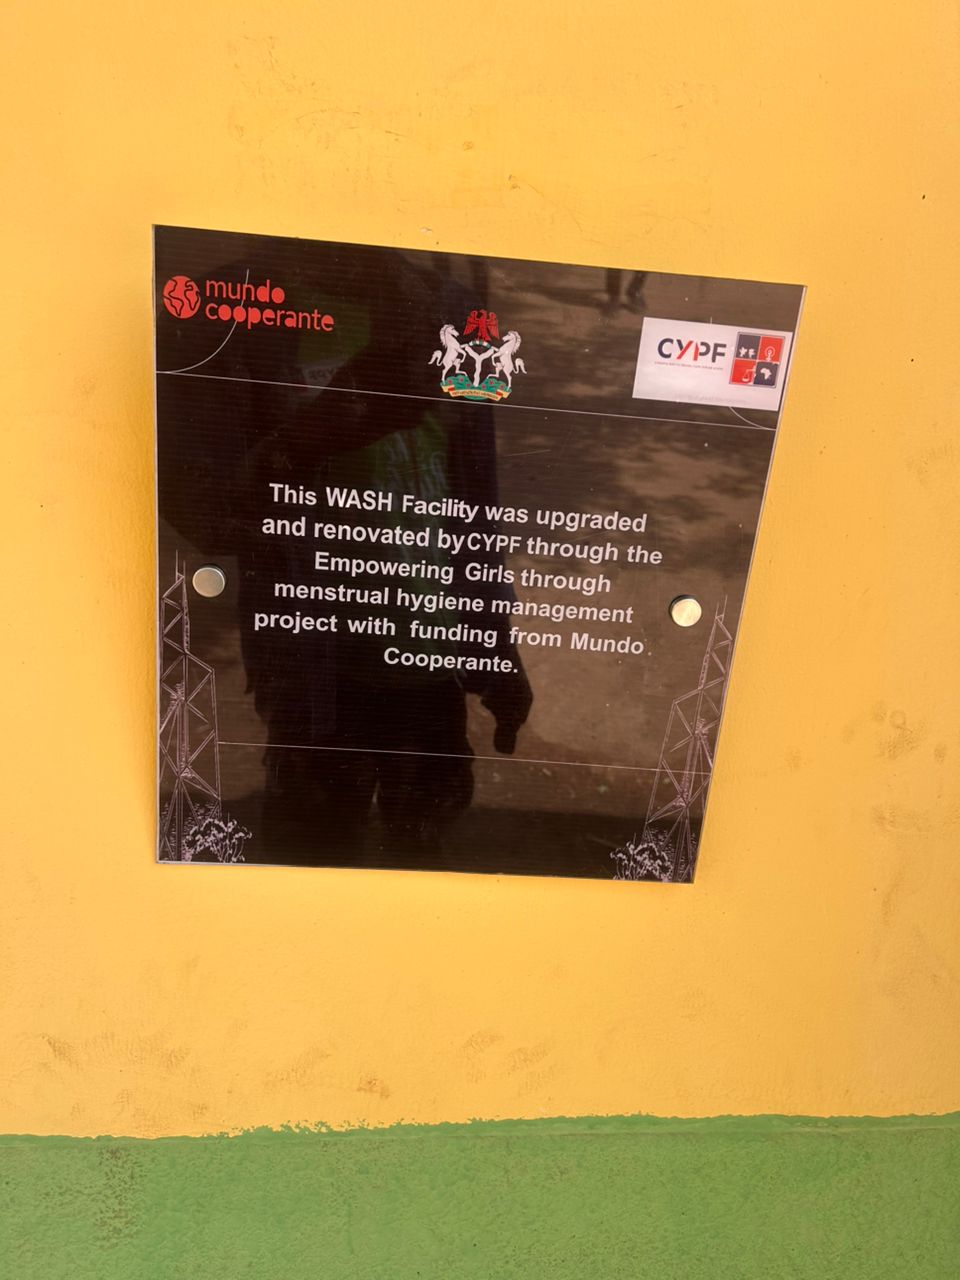 mundo
cooperante
CYPF
This WASH Facility was upgraded
and renovated by CYPF through the
Empowering Girls through
menstrual hygiene management
project with funding from Mundo
Cooperante.